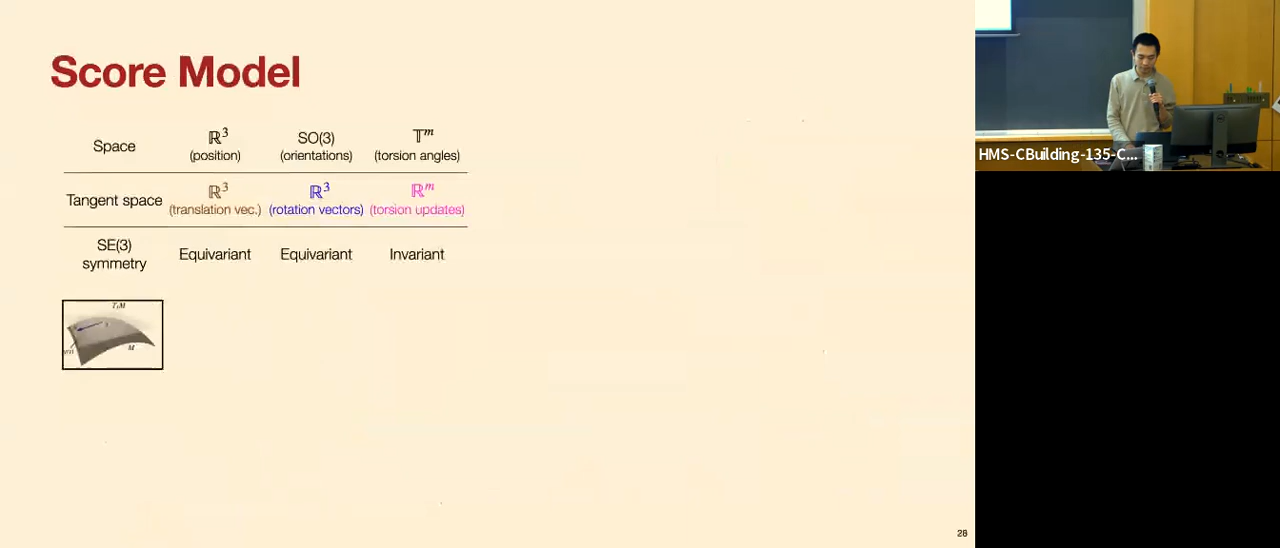 Score Model
Space
ℝ³
(position)
SO(3)
(orientations)
𝕋ᵐ
(torsion angles)
Tangent space
ℝ³
(translation vec.)
ℝ³
(rotation vectors)
ℝᵐ
(torsion updates)
SE(3)
symmetry
Equivariant
Equivariant
Invariant
M
28
HMS-CBuilding-135-C...